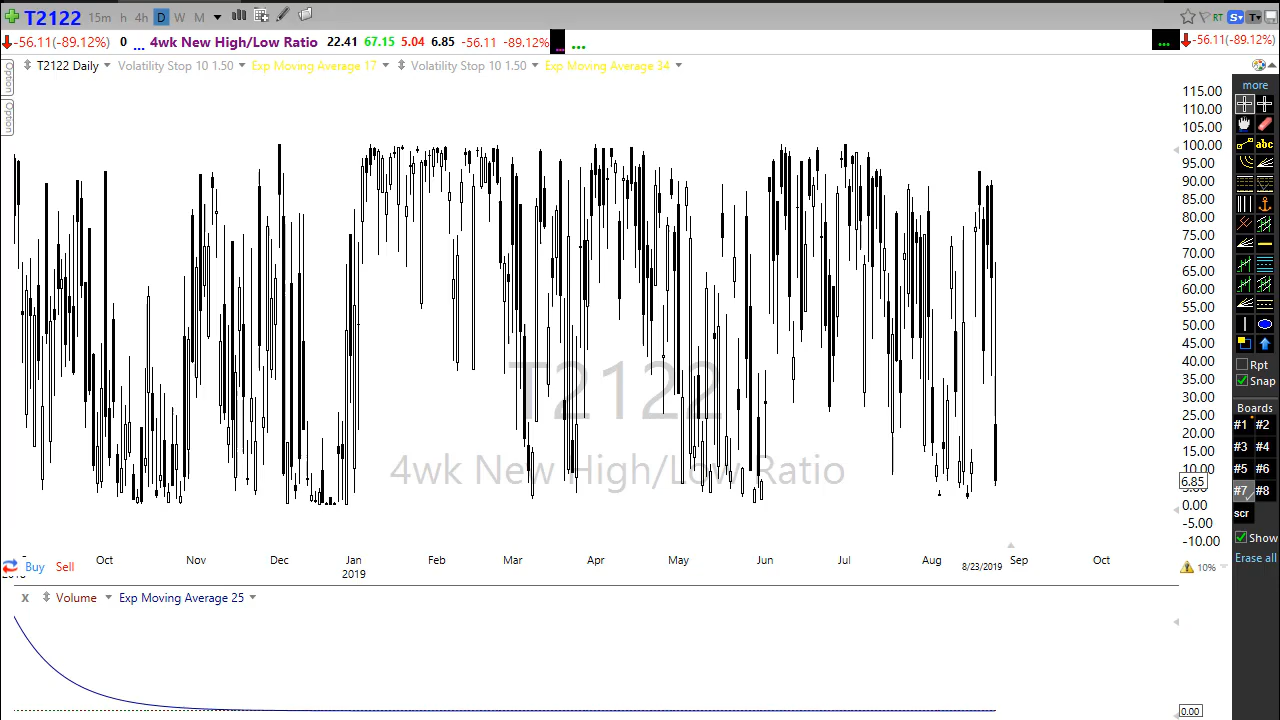 T2122 15m h 4h D W M RT S T
-56.11(-89.12%) 0 ... 4wk New High/Low Ratio 22.41 67.15 5.04 6.85 -56.11 -89.12% ... ... ... -56.11(-89.12%)
Option
Option
T2122 Daily Volatility Stop 10 1.50 Exp Moving Average 17 Volatility Stop 10 1.50 Exp Moving Average 34
115.00
110.00
105.00
100.00
95.00
90.00
85.00
80.00
75.00
70.00
65.00
60.00
55.00
50.00
45.00
40.00
35.00
30.00
25.00
20.00
15.00
10.00
6.85
0.00
-5.00
-10.00
T2122
4wk New High/Low Ratio
Oct Nov Dec Jan Feb Mar Apr May Jun Jul Aug 8/23/2019 Sep Oct
2019
Buy Sell
10%
X Volume Exp Moving Average 25
0.00
more
abc
Rpt
Snap
Boards
#1 #2
#3 #4
#5 #6
#7 #8
scr
Show
Erase all